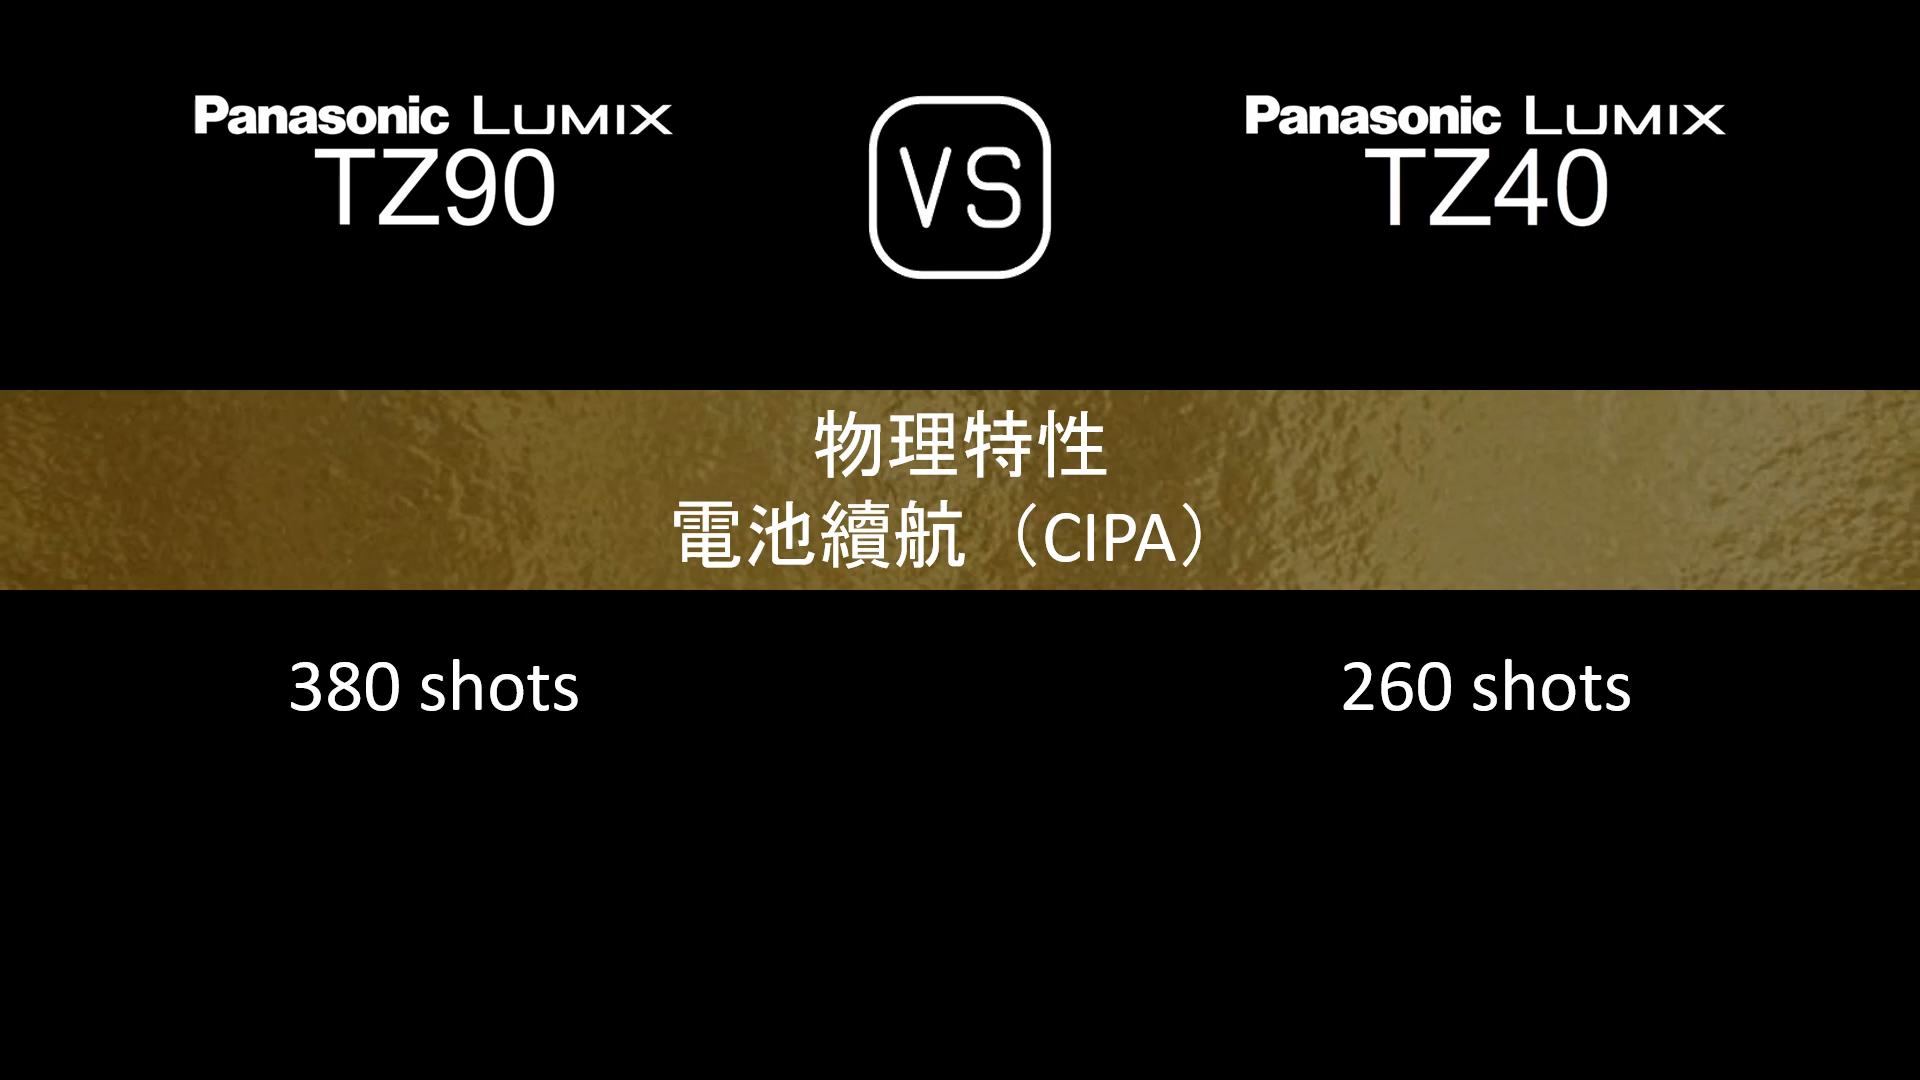 Panasonic LUMIX
TZ90
VS
Panasonic LUMIX
TZ40
物理特性
電池續航（CIPA）
380 shots
260 shots